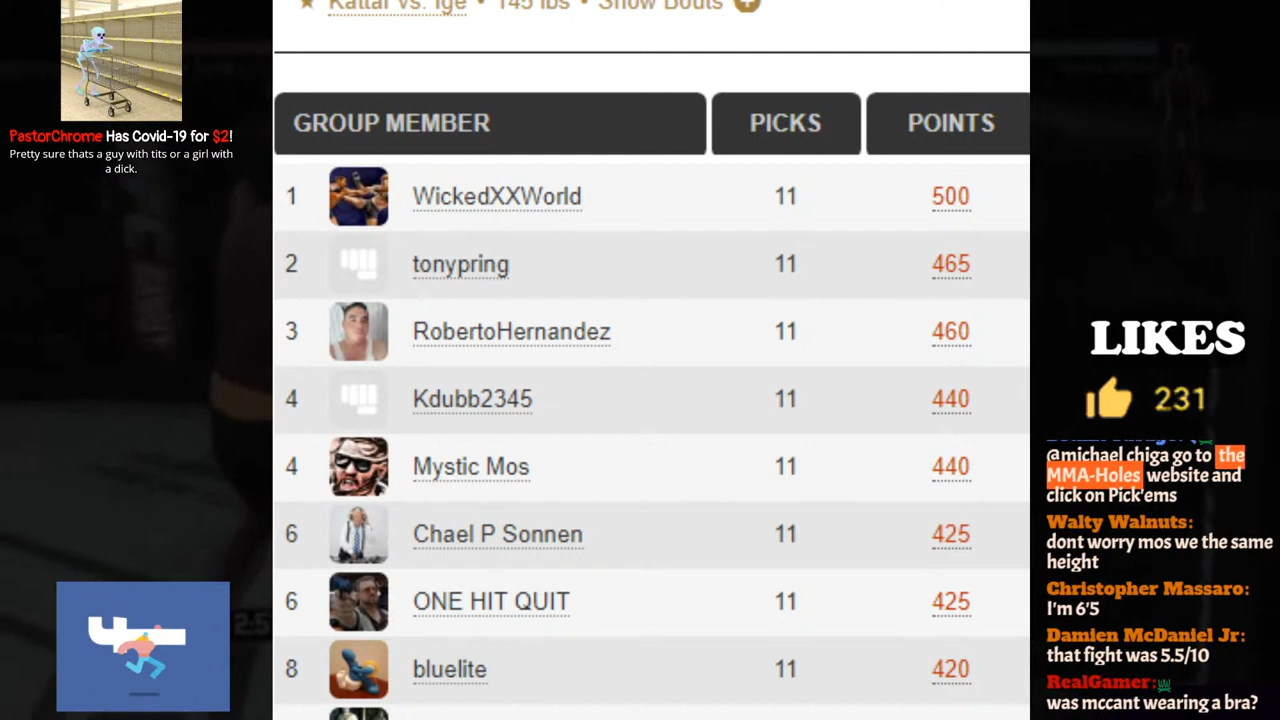 Kattar vs. Ige • 145 lbs • Show Bouts
PastorChrome Has Covid-19 for $2!
Pretty sure thats a guy with tits or a girl with
a dick.
GROUP MEMBER PICKS POINTS
1 WickedXXWorld 11 500
2 tonypring 11 465
3 RobertoHernandez 11 460
4 Kdubb2345 11 440
4 Mystic Mos 11 440
6 Chael P Sonnen 11 425
6 ONE HIT QUIT 11 425
8 bluelite 11 420
LIKES
231
@michael chiga go to the
MMA-Holes website and
click on Pick'ems
Walty Walnuts:
dont worry mos we the same
height
Christopher Massaro:
I'm 6'5
Damien McDaniel Jr:
that fight was 5.5/10
RealGamer:
was mccant wearing a bra?